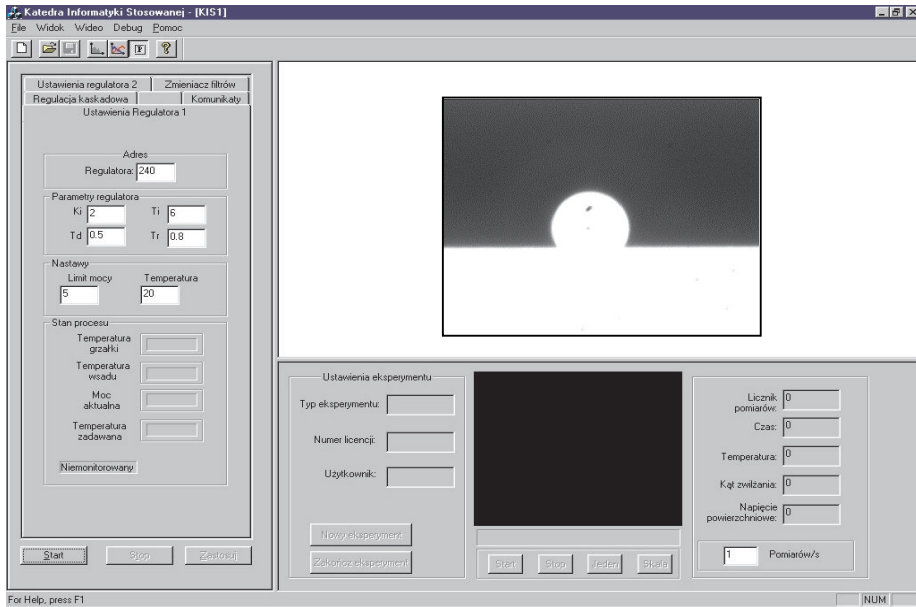 Katedra Informatyki Stosowanej - [KIS1]
File Widok Wideo Debug Pomoc
F ?
Ustawienia regulatora 2 Zmieniacz filtrów
Regulacja kaskadowa Komunikaty
Ustawienia Regulatora 1
Adres
Regulatora: 240
Parametry regulatora
Ki 2 Ti 6
Td 0.5 Tr 0.8
Nastawy
Limit mocy Temperatura
5 20
Stan procesu
Temperatura
grzałki
Temperatura
wsadu
Moc
aktualna
Temperatura
zadawana
Niemonitorowany
Start Stop Zastosuj
Ustawienia eksperymentu
Typ eksperymentu:
Numer licencji:
Użytkownik:
Nowy eksperyment
Zakończ eksperyment
Start Stop Jeden Skala
Licznik
pomiarów: 0
Czas: 0
Temperatura: 0
Kąt zwilżania: 0
Napięcie
powierzchniowe: 0
1 Pomiarów/s
For Help, press F1
NUM